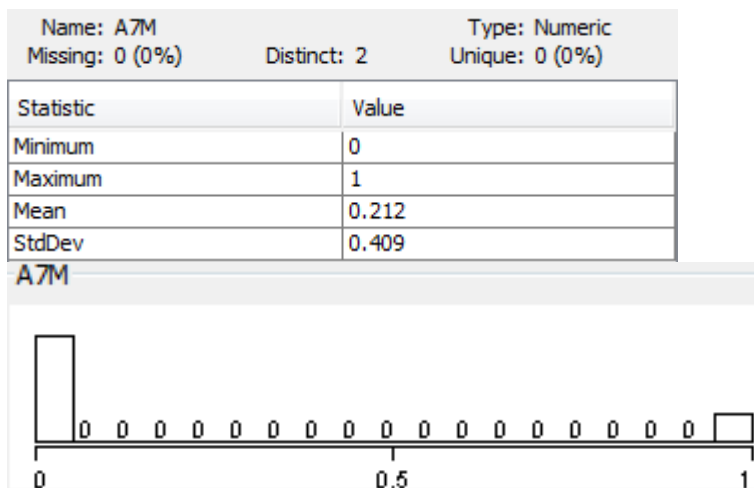 Name: A7M Type: Numeric
Missing: 0 (0%) Distinct: 2 Unique: 0 (0%)
Statistic Value
Minimum 0
Maximum 1
Mean 0.212
StdDev 0.409
A7M
0 0 0 0 0 0 0 0 0 0 0 0 0 0 0 0 0
0 0.5 1